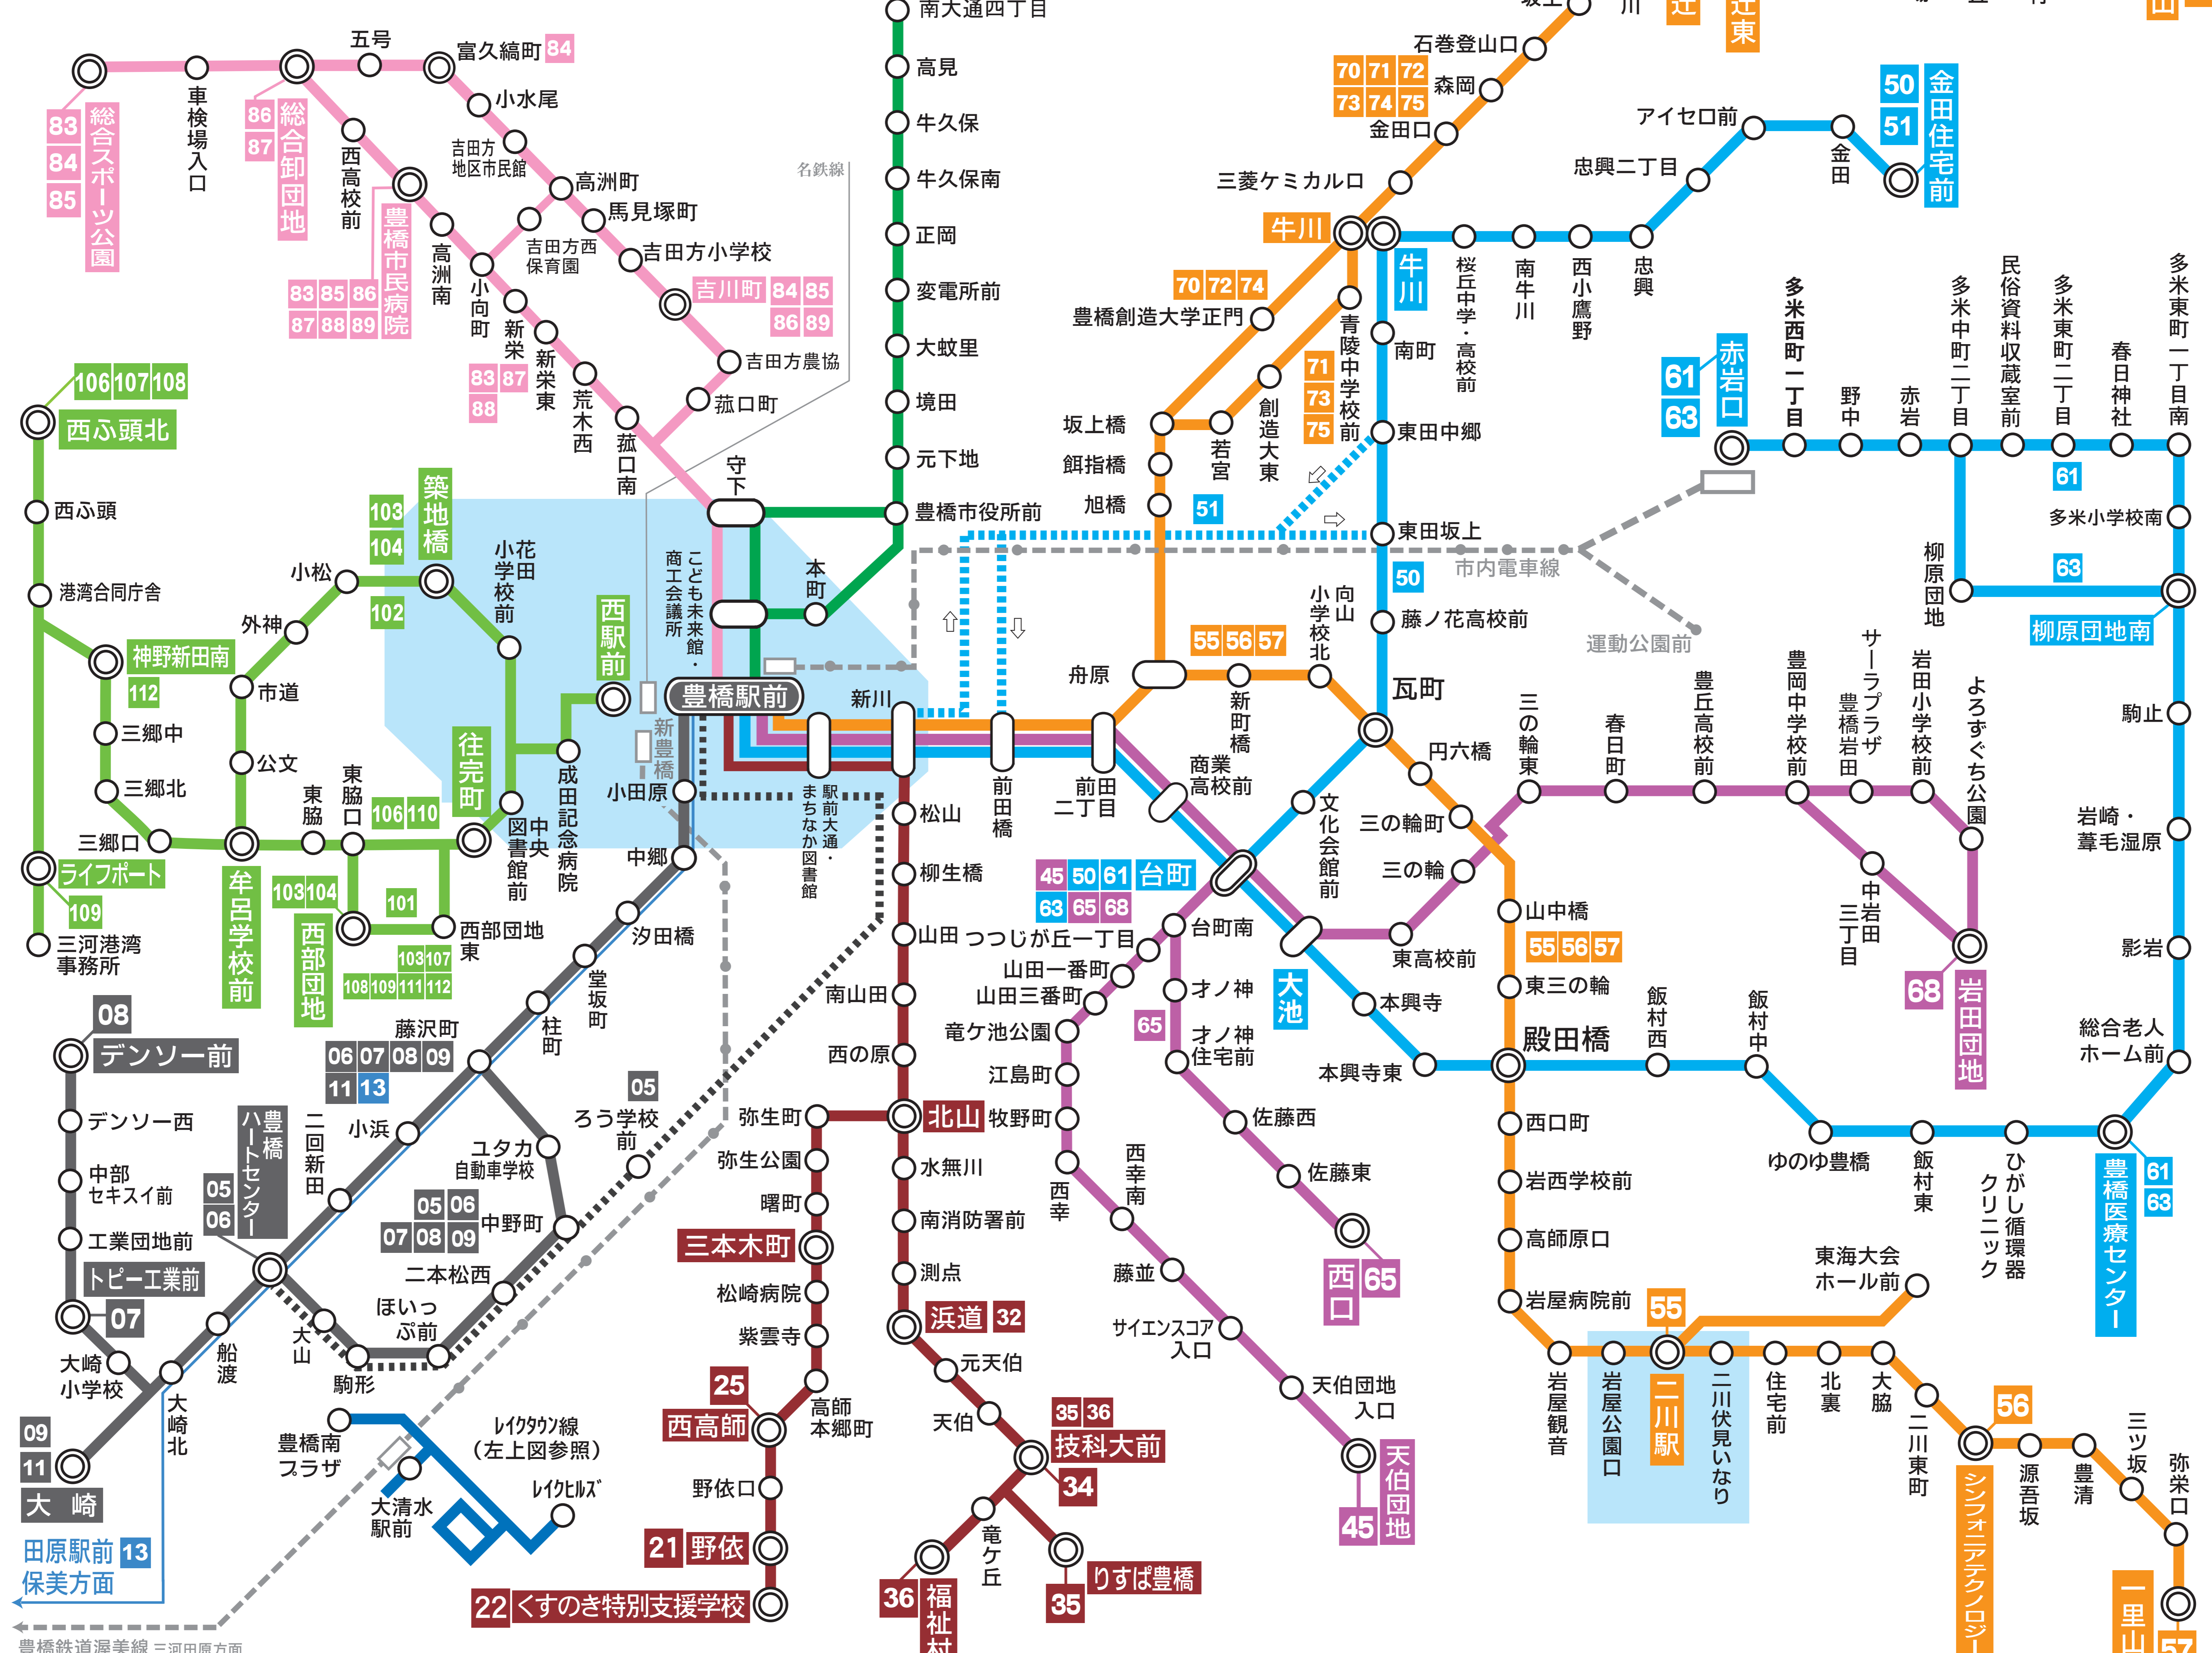 南大通四丁目
高見
牛久保
牛久保南
正岡
変電所前
大蚊里
境田
元下地
豊橋市役所前
本町
守下
こども未来館・
商工会議所
豊橋駅前
五号
富久縞町 84
小水尾
車検場入口
83
84
85
総合スポーツ公園
86
87
総合卸団地
西高校前
吉田方
地区市民館
高洲町
馬見塚町
吉田方小学校
吉田方西
保育園
豊橋市民病院
83 85 86
87 88 89
高洲南
小向町
新栄
新栄東
83 87
88
荒木西
菰口南
吉川町 84 85
86 89
吉田方農協
菰口町
名鉄線
106 107 108
西ふ頭北
西ふ頭
港湾合同庁舎
神野新田南
112
三郷中
三郷北
三郷口
ライフポート
109
三河港湾
事務所
103
104
築地橋
102
小松
外神
市道
公文
花田
小学校前
西駅前
成田記念病院
往完町
中央
図書館前
東脇
東脇口
106 110
牟呂学校前
103 104
101
西部団地
西部団地
東
103 107
108 109 111 112
新豊橋
小田原
中郷
汐田橋
堂坂町
柱町
藤沢町
06 07 08 09
11 13
小浜
二回新田
豊橋
ハートセンター
05
06
08
デンソー前
デンソー西
中部
セキスイ前
工業団地前
トピー工業前
07
大崎
小学校
09
11
大 崎
大崎北
船渡
大山
駒形
ほいっ
ぷ前
二本松西
05 06
07 08 09
中野町
ユタカ
自動車学校
05
ろう学校
前
田原駅前 13
保美方面
豊橋鉄道渥美線 三河田原方面
豊橋南
プラザ
大清水
駅前
レイクタウン線
(左上図参照)
レイクヒルズ
新川
駅前大通・
まちなか図書館
前田橋
前田
二丁目
松山
柳生橋
山田
南山田
西の原
北山
弥生町
弥生公園
曙町
三本木町
松崎病院
紫雲寺
高師
本郷町
25
西高師
野依口
21 野依
22 くすのき特別支援学校
水無川
南消防署前
測点
浜道 32
元天伯
天伯
35 36
技科大前
34
竜ケ丘
36
35
りすぱ豊橋
石巻登山口
70 71 72
73 74 75
森岡
金田口
三菱ケミカル口
牛川
70 72 74
豊橋創造大学正門
71
73
75
青陵中学校前
創造大東
若宮
坂上橋
餌指橋
旭橋
舟原
55 56 57
新町橋
向山
小学校北
瓦町
50
51
金田住宅前
アイセロ前
金田
忠興二丁目
忠興
西小鷹野
南牛川
桜丘中学・高校前
牛川
南町
東田中郷
51
東田坂上
50
藤ノ花高校前
市内電車線
運動公園前
61
63
赤岩口
多米西町一丁目
野中
赤岩
多米中町二丁目
民俗資料収蔵室前
多米東町二丁目
春日神社
多米東町一丁目南
61
多米小学校南
柳原団地
63
柳原団地南
駒止
岩崎・
葦毛湿原
影岩
総合老人
ホーム前
豊橋医療センター
61
63
商業
高校前
文化会館前
円六橋
三の輪町
三の輪
三の輪東
春日町
豊丘高校前
豊岡中学校前
サーラプラザ
豊橋岩田
岩田小学校前
よろずぐち公園
中岩田
三丁目
68
岩田団地
45 50 61 台町
63 65 68
台町南
つつじが丘一丁目
山田一番町
山田三番町
竜ケ池公園
江島町
牧野町
西幸
西幸南
藤並
サイエンスコア
入口
天伯団地
入口
45
天伯団地
才ノ神
65
才ノ神
住宅前
佐藤西
佐藤東
西口
65
大池
東高校前
本興寺
本興寺東
殿田橋
飯村西
飯村中
ゆのゆ豊橋
飯村東
ひがし循環器
クリニック
山中橋
55 56 57
東三の輪
西口町
岩西学校前
高師原口
岩屋病院前
岩屋観音
岩屋公園口
55
二川駅
二川伏見いなり
東海大会
ホール前
住宅前
北裏
大脇
二川東町
56
源吾坂
豊清
三ツ坂
弥栄口
57